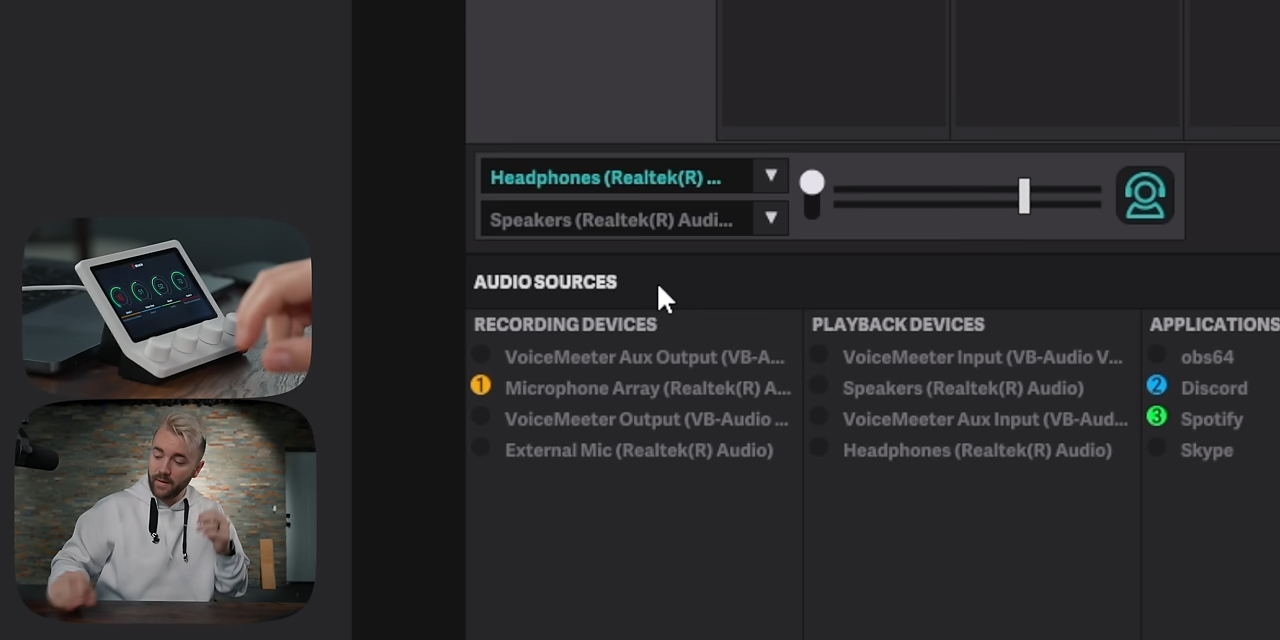 Headphones (Realtek(R) ...
Speakers (Realtek(R) Audi...
AUDIO SOURCES
RECORDING DEVICES
VoiceMeeter Aux Output (VB-A...
1 Microphone Array (Realtek(R) A...
VoiceMeeter Output (VB-Audio ...
External Mic (Realtek(R) Audio)
PLAYBACK DEVICES
VoiceMeeter Input (VB-Audio V...
Speakers (Realtek(R) Audio)
VoiceMeeter Aux Input (VB-Aud...
Headphones (Realtek(R) Audio)
APPLICATIONS
obs64
2 Discord
3 Spotify
Skype